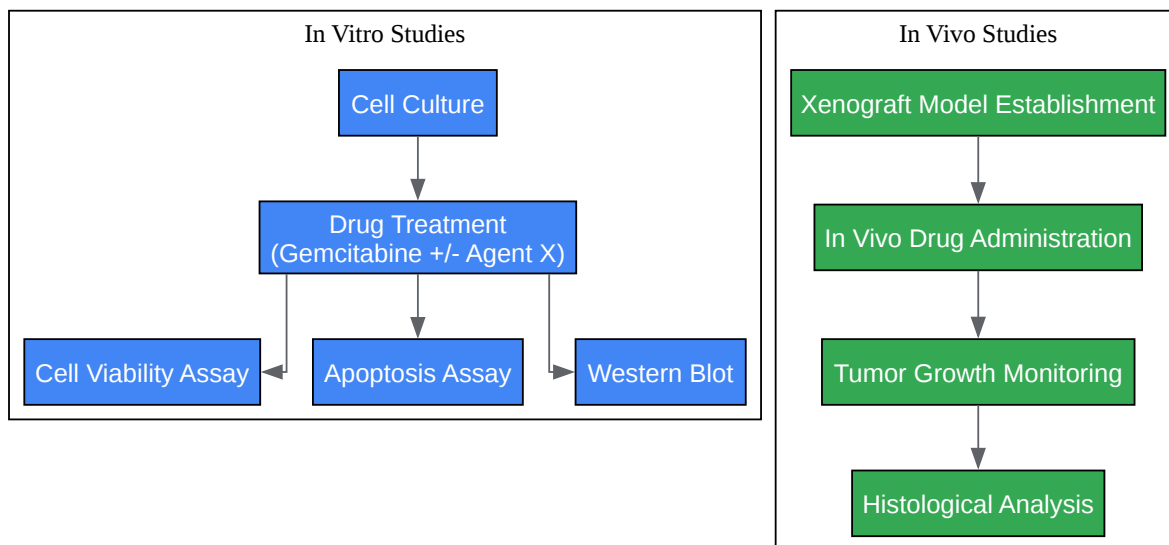 In Vitro Studies
Cell Culture
Drug Treatment
(Gemcitabine +/- Agent X)
Cell Viability Assay
Apoptosis Assay
Western Blot
In Vivo Studies
Xenograft Model Establishment
In Vivo Drug Administration
Tumor Growth Monitoring
Histological Analysis